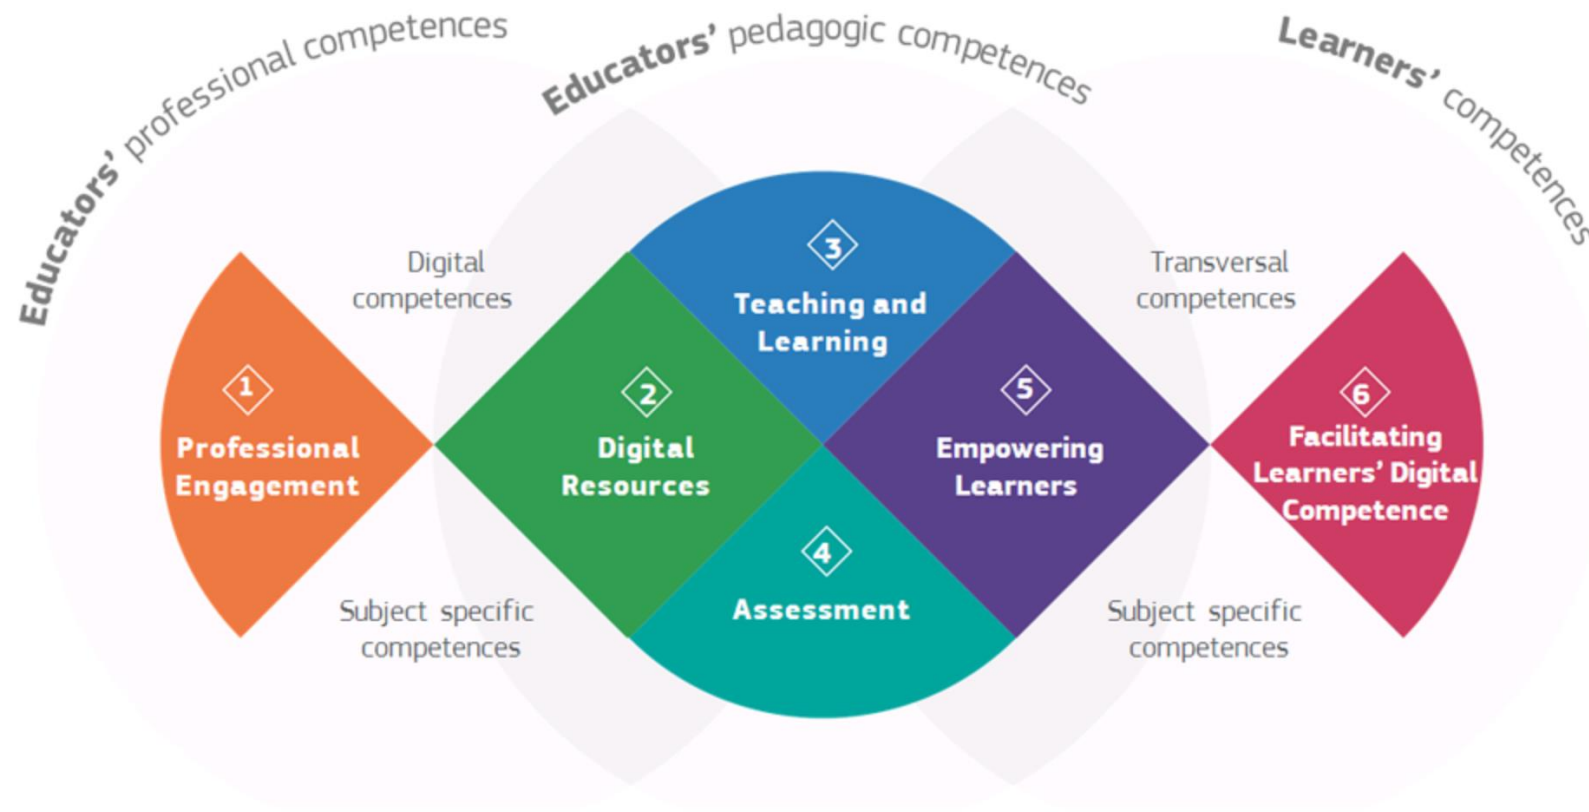 Educators’ professional competences
Educators’ pedagogic competences
Learners’ competences
Digital
competences
Transversal
competences
1
Professional
Engagement
2
Digital
Resources
3
Teaching and
Learning
4
Assessment
5
Empowering
Learners
6
Facilitating
Learners’ Digital
Competence
Subject specific
competences
Subject specific
competences